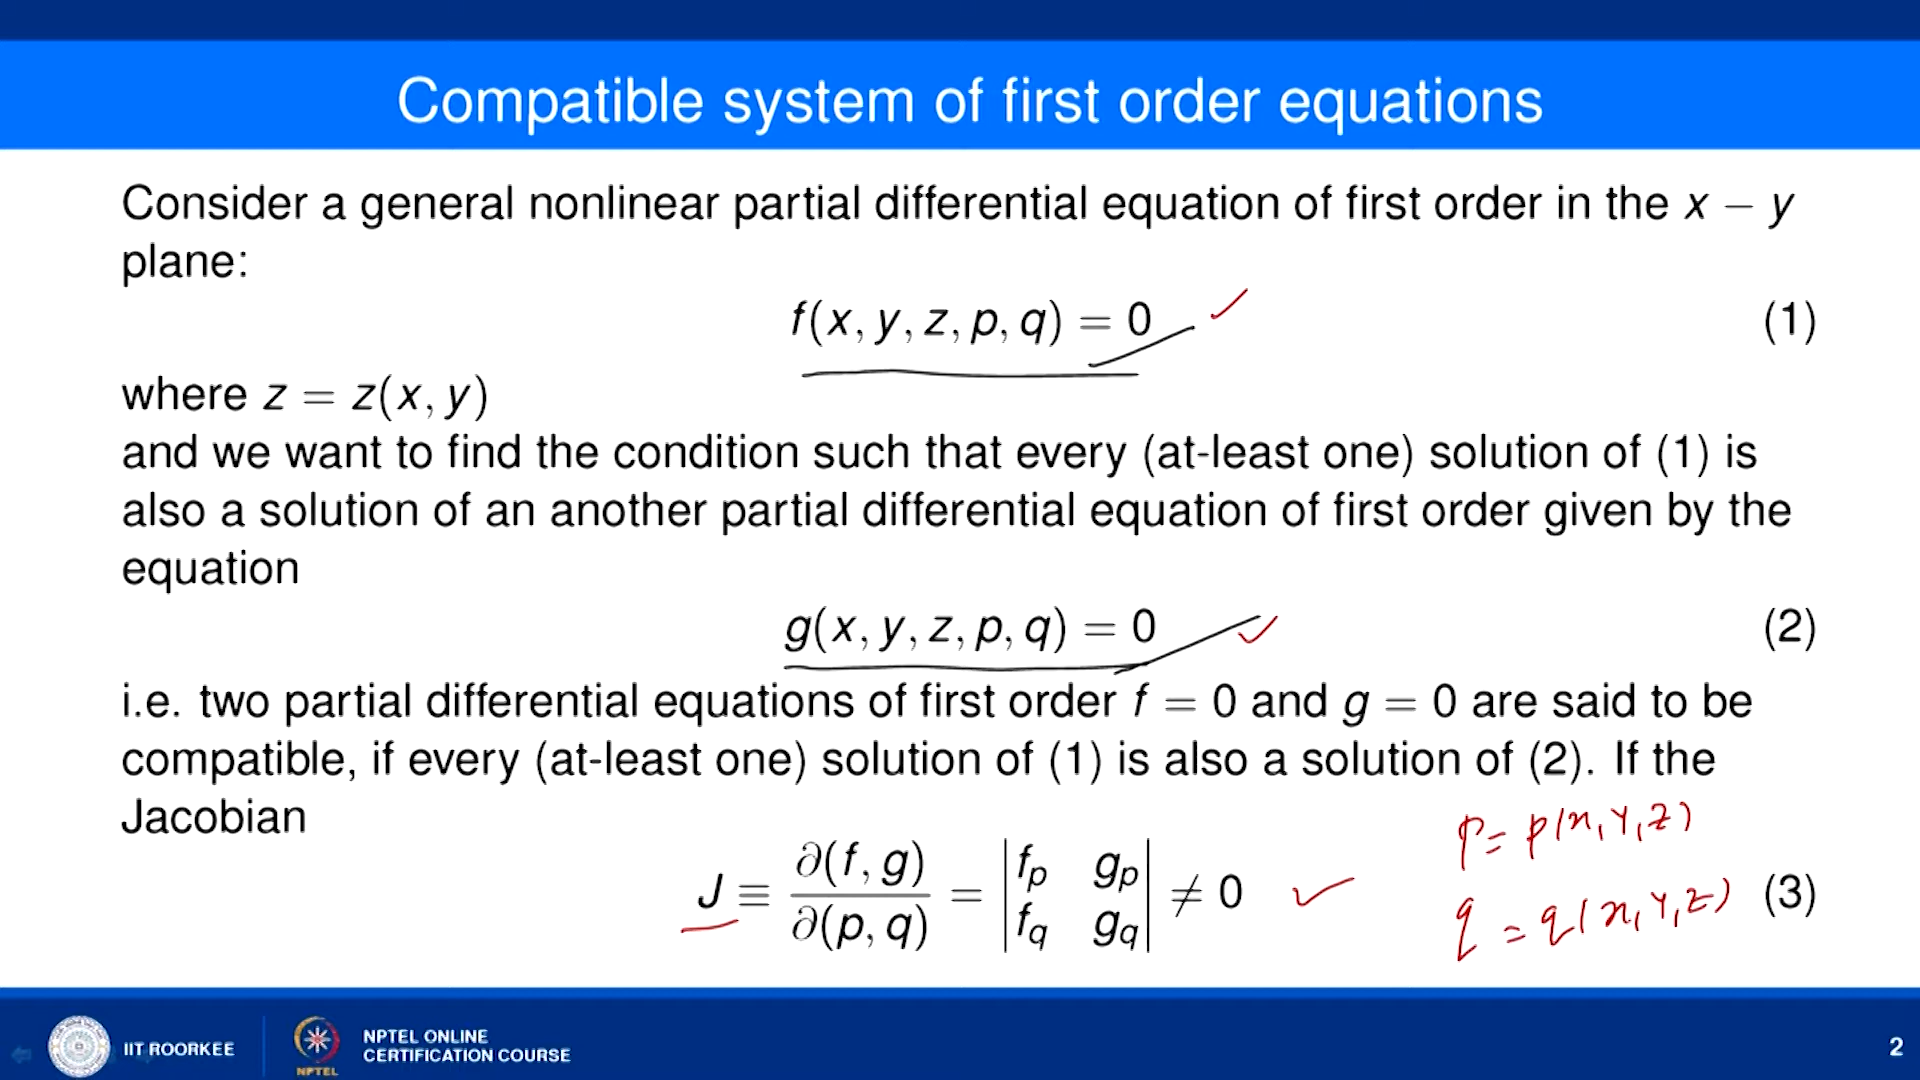 Compatible system of first order equations
Consider a general nonlinear partial differential equation of first order in the x − y
plane:
f(x, y, z, p, q) = 0 (1)
where z = z(x, y)
and we want to find the condition such that every (at-least one) solution of (1) is
also a solution of an another partial differential equation of first order given by the
equation
g(x, y, z, p, q) = 0 (2)
i.e. two partial differential equations of first order f = 0 and g = 0 are said to be
compatible, if every (at-least one) solution of (1) is also a solution of (2). If the
Jacobian
p = p(x, y, z)
J ≡ ∂(f, g)/∂(p, q) = |f_p g_p; f_q g_q| ≠ 0 (3)
q = q(x, y, z)
IIT ROORKEE
NPTEL
NPTEL ONLINE
CERTIFICATION COURSE
2